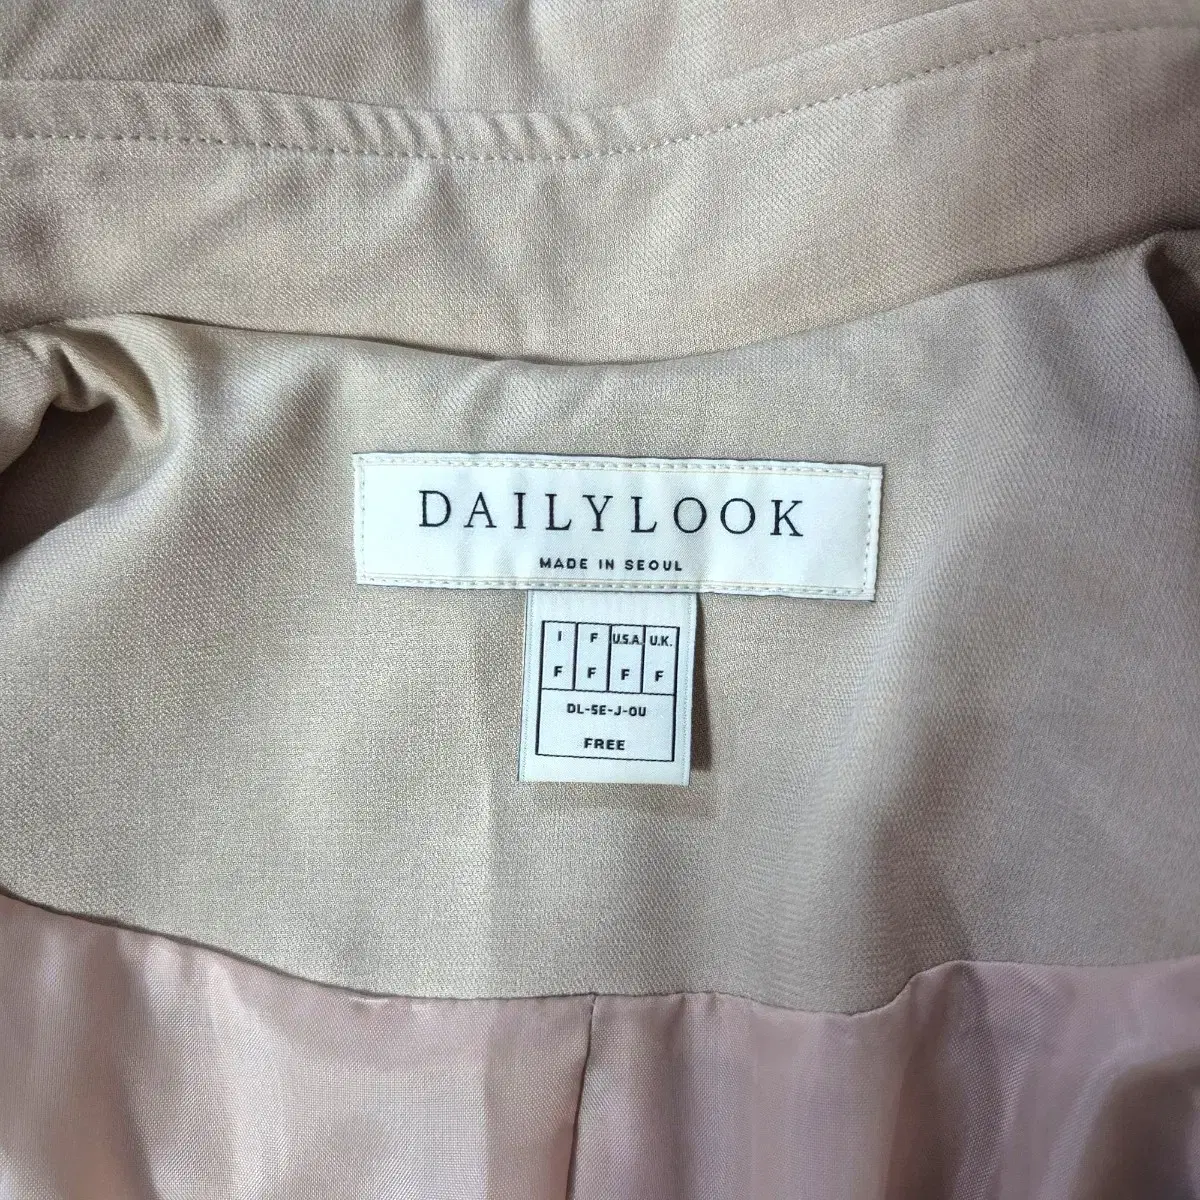 DAILYLOOK
MADE IN SEOUL
I F U.S.A. U.K.
F F F F
DL-SE-J-OU
FREE